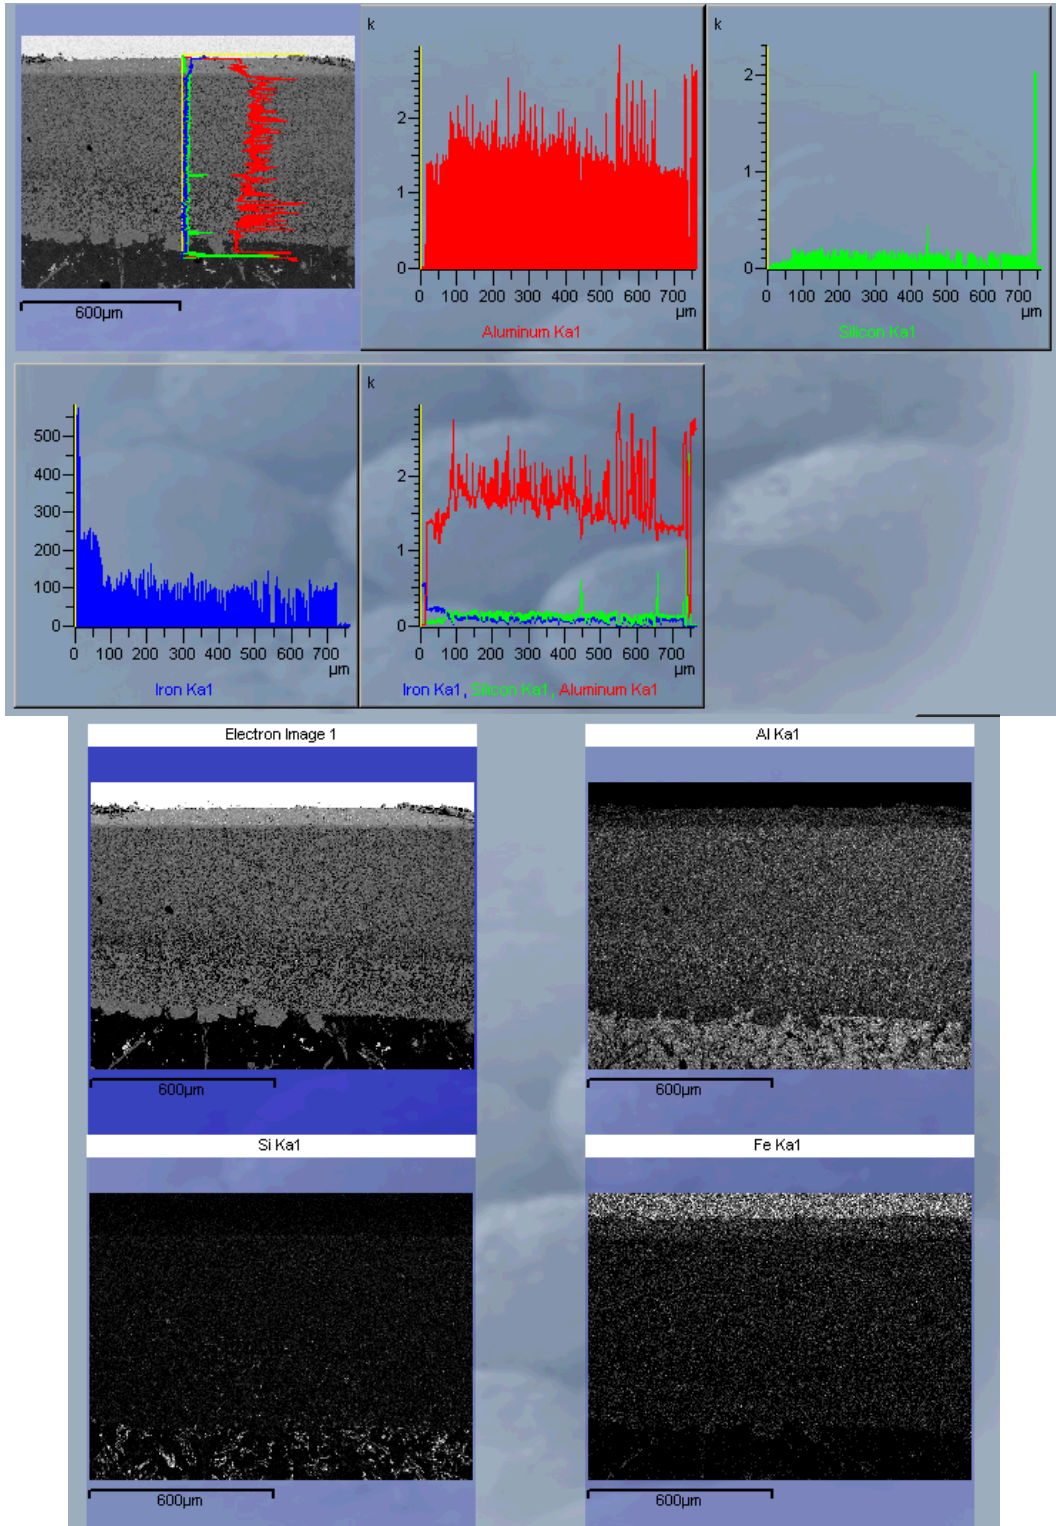 600µm
k
2
1
0
0 100 200 300 400 500 600 700
µm
Aluminum Ka1
k
2
1
0
0 100 200 300 400 500 600 700
µm
Silicon Ka1
500
400
300
200
100
0
0 100 200 300 400 500 600 700
µm
Iron Ka1
k
2
1
0
0 100 200 300 400 500 600 700
µm
Iron Ka1, Silicon Ka1, Aluminum Ka1
Electron Image 1
600µm
Al Ka1
600µm
Si Ka1
600µm
Fe Ka1
600µm